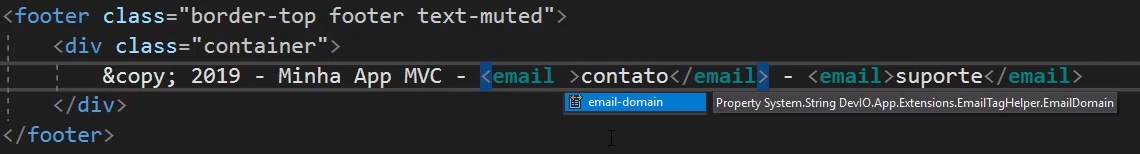 <footer class="border-top footer text-muted">
<div class="container">
&copy; 2019 - Minha App MVC - <email >contato</email> - <email>suporte</email>
</div>
email-domain
Property System.String DevIO.App.Extensions.EmailTagHelper.EmailDomain
</footer>